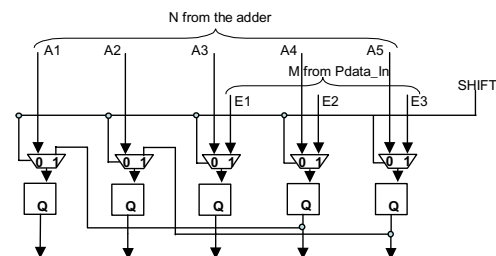 N from the adder
A1 A2 A3 A4 A5
M from Pdata_In
SHIFT
E1 E2 E3
0 1 0 1 0 1 0 1 0 1
Q Q Q Q Q